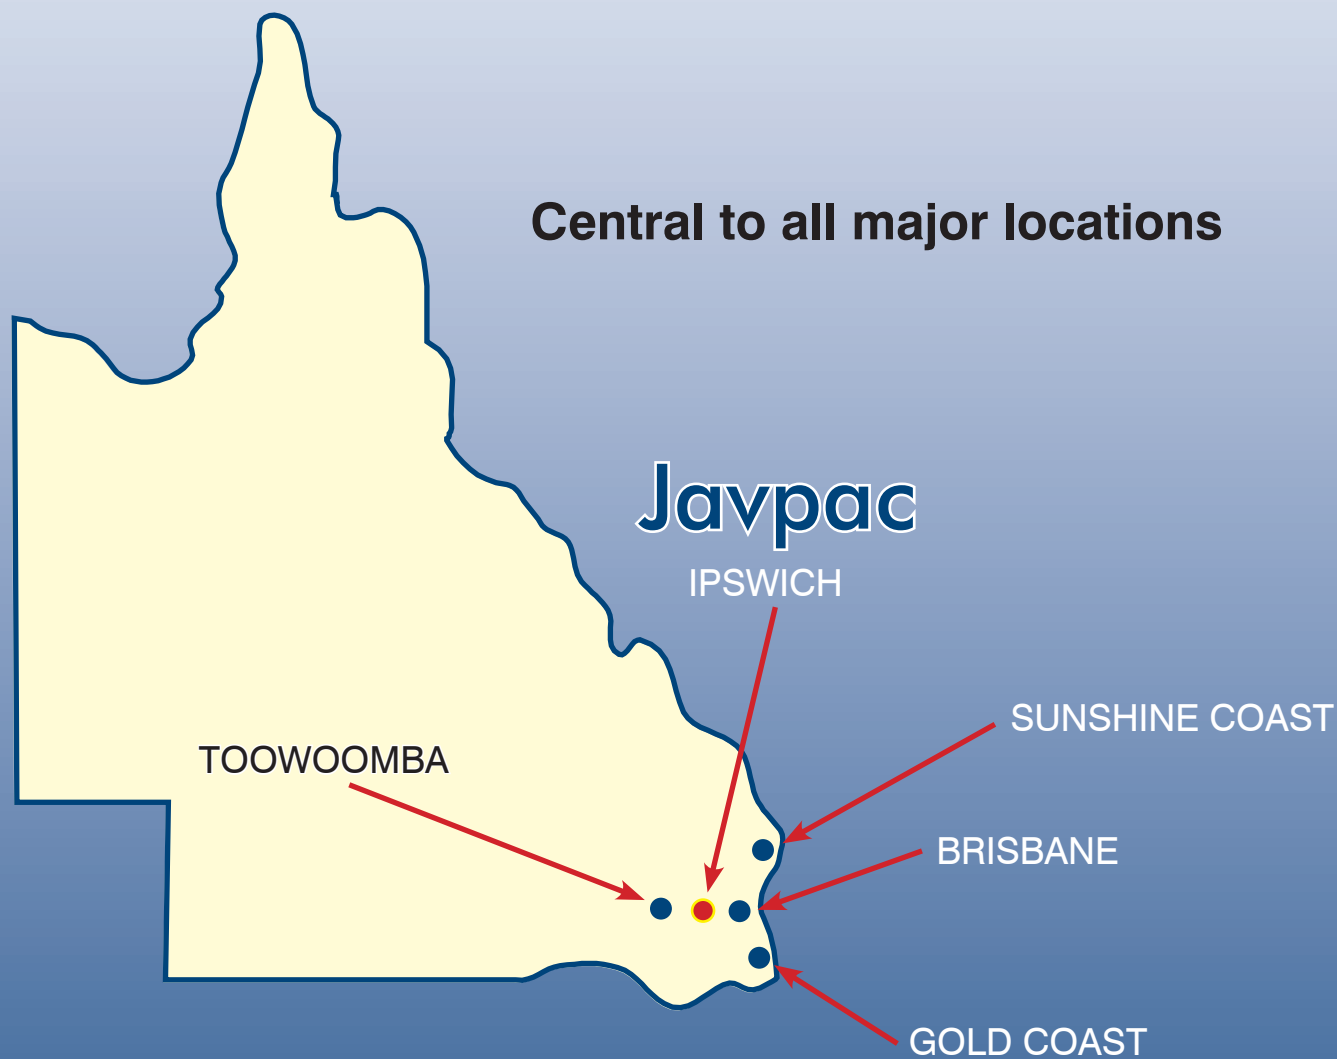 Central to all major locations
Javpac
IPSWICH
SUNSHINE COAST
TOOWOOMBA
BRISBANE
GOLD COAST